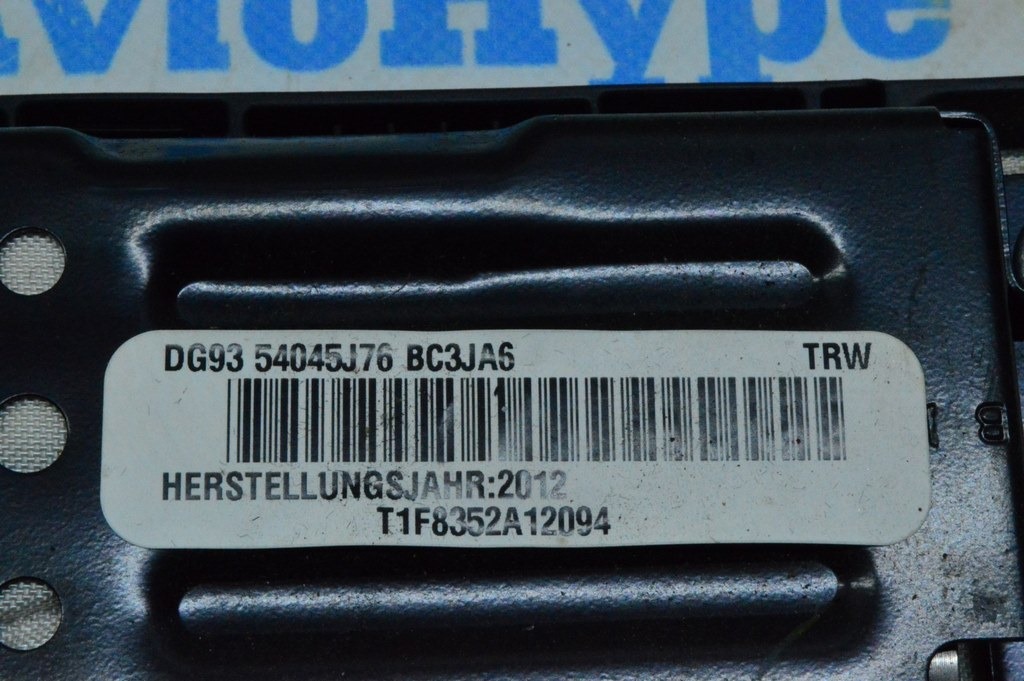 DG93 54045J76 BC3JA6 TRW
HERSTELLUNGSJAHR:2012
T1F8352A12094